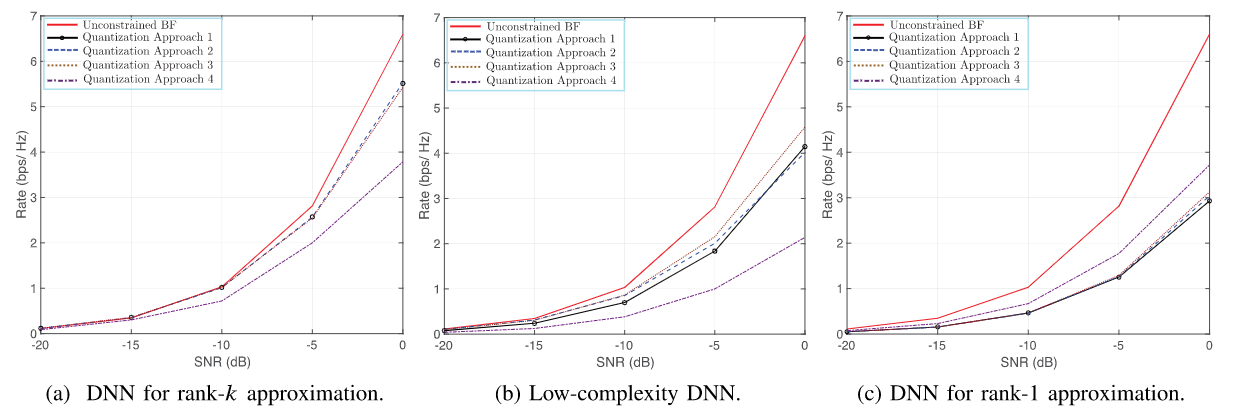 7
6
5
4
3
2
1
0
Rate (bps/ Hz)
-20
-15
-10
-5
0
SNR (dB)
Unconstrained BF
Quantization Approach 1
Quantization Approach 2
Quantization Approach 3
Quantization Approach 4
(a) DNN for rank-k approximation.
7
6
5
4
3
2
1
0
Rate (bps/ Hz)
-20
-15
-10
-5
0
SNR (dB)
Unconstrained BF
Quantization Approach 1
Quantization Approach 2
Quantization Approach 3
Quantization Approach 4
(b) Low-complexity DNN.
7
6
5
4
3
2
1
0
Rate (bps/ Hz)
-20
-15
-10
-5
0
SNR (dB)
Unconstrained BF
Quantization Approach 1
Quantization Approach 2
Quantization Approach 3
Quantization Approach 4
(c) DNN for rank-1 approximation.